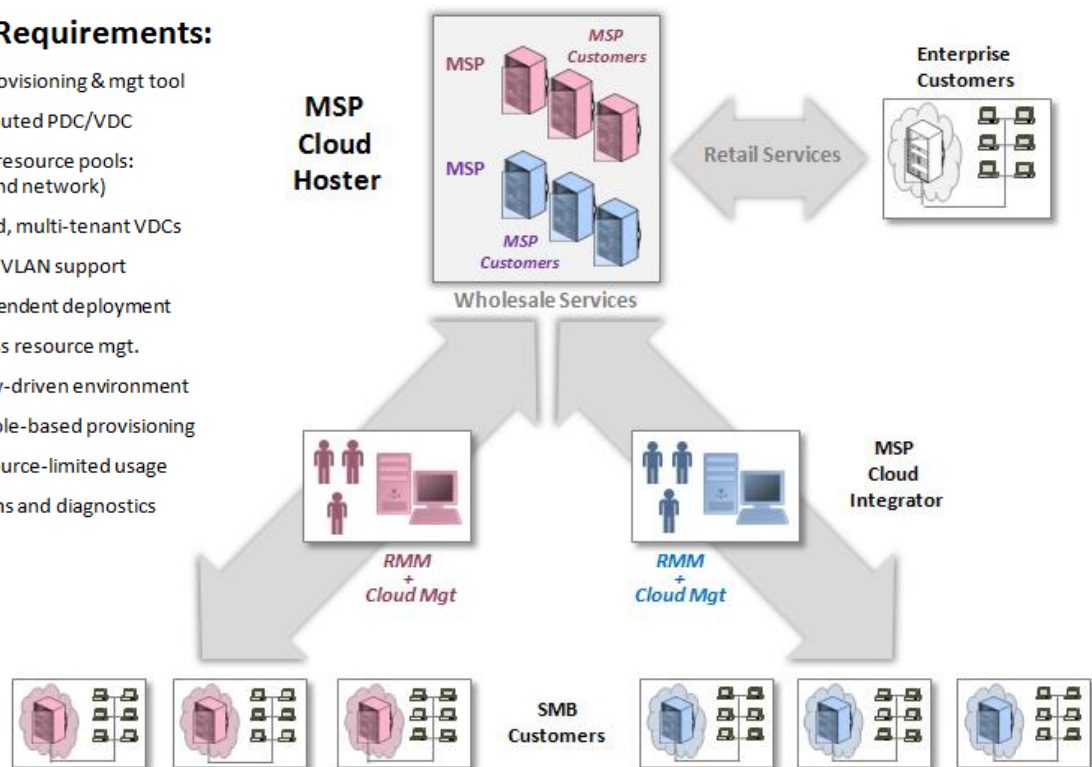 Requirements:
ovisioning & mgt tool
uted PDC/VDC
resource pools:
nd network)
d, multi-tenant VDCs
VLAN support
endent deployment
s resource mgt.
y-driven environment
ole-based provisioning
ource-limited usage
ns and diagnostics
MSP
Cloud
Hoster
MSP
MSP
Customers
MSP
MSP
Customers
Wholesale Services
Retail Services
Enterprise
Customers
MSP
Cloud
Integrator
RMM
+
Cloud Mgt
RMM
+
Cloud Mgt
SMB
Customers